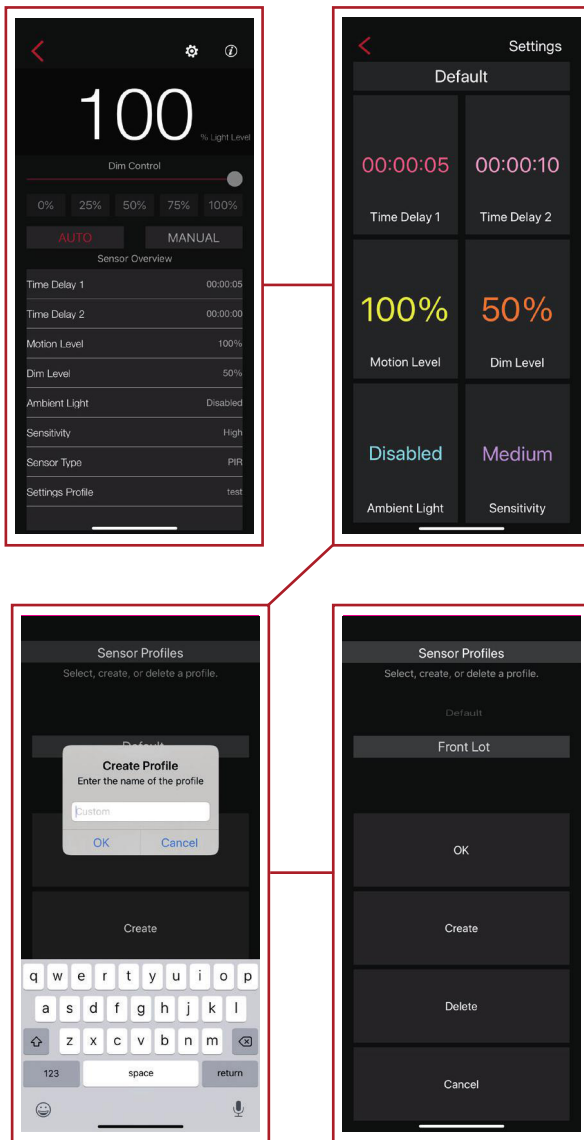 100
% Light Level
Dim Control
0% 25% 50% 75% 100%
AUTO MANUAL
Sensor Overview
Time Delay 1 00:00:05
Time Delay 2 00:00:00
Motion Level 100%
Dim Level 50%
Ambient Light Disabled
Sensitivity High
Sensor Type PIR
Settings Profile test
Settings
Default
00:00:05 00:00:10
Time Delay 1 Time Delay 2
100% 50%
Motion Level Dim Level
Disabled Medium
Ambient Light Sensitivity
Sensor Profiles
Select, create, or delete a profile.
Default
Create Profile
Enter the name of the profile
Custom
OK Cancel
Create
q w e r t y u i o p
a s d f g h j k l
z x c v b n m
123 space return
Sensor Profiles
Select, create, or delete a profile.
Default
Front Lot
OK
Create
Delete
Cancel